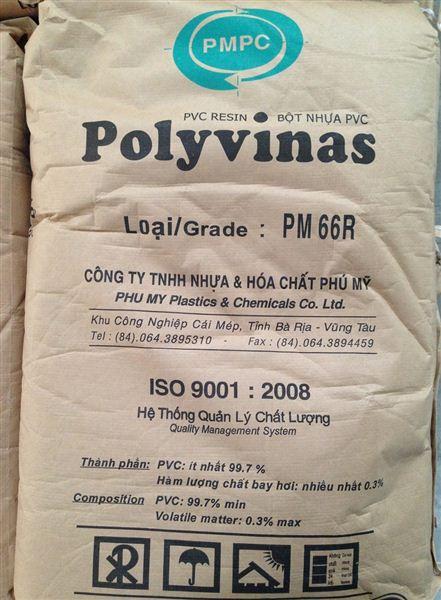 PMPC
PVC RESIN BỘT NHỰA PVC
Polyvinas
Loại/Grade : PM 66R
CÔNG TY TNHH NHỰA & HÓA CHẤT PHÚ MỸ
PHU MY Plastics & Chemicals Co. Ltd.
Khu Công Nghiệp Cái Mép, Tỉnh Bà Rịa - Vũng Tàu
Tel : (84).064.3895310 - Fax : (84).064.3894459
ISO 9001 : 2008
Hệ Thống Quản Lý Chất Lượng
Quality Management System
Thành phần: PVC: ít nhất 99.7 %
Hàm lượng chất bay hơi: nhiều nhất 0.3%
Composition PVC: 99.7% min
Volatile matter: 0.3% max
Không
chất
quá